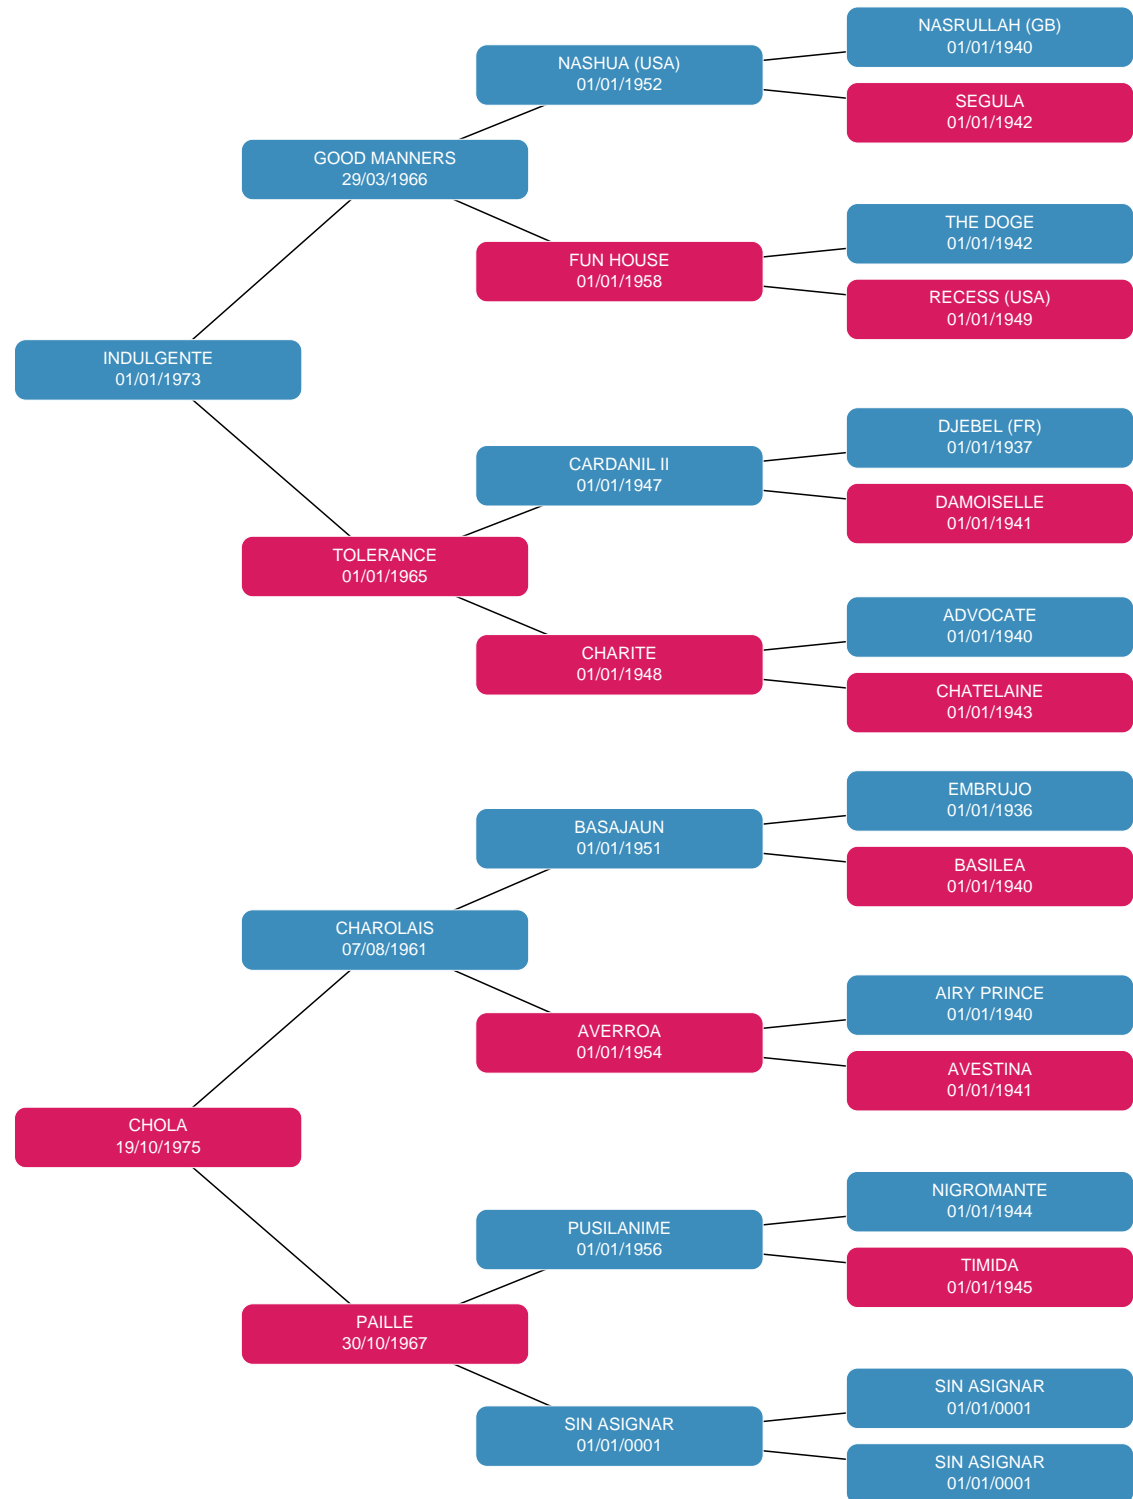 NASRULLAH (GB)
01/01/1940
NASHUA (USA)
01/01/1952
SEGULA
01/01/1942
GOOD MANNERS
29/03/1966
THE DOGE
01/01/1942
FUN HOUSE
01/01/1958
RECESS (USA)
01/01/1949
INDULGENTE
01/01/1973
DJEBEL (FR)
01/01/1937
CARDANIL II
01/01/1947
DAMOISELLE
01/01/1941
TOLERANCE
01/01/1965
ADVOCATE
01/01/1940
CHARITE
01/01/1948
CHATELAINE
01/01/1943
EMBRUJO
01/01/1936
BASAJAUN
01/01/1951
BASILEA
01/01/1940
CHAROLAIS
07/08/1961
AIRY PRINCE
01/01/1940
AVERROA
01/01/1954
AVESTINA
01/01/1941
CHOLA
19/10/1975
NIGROMANTE
01/01/1944
PUSILANIME
01/01/1956
TIMIDA
01/01/1945
PAILLE
30/10/1967
SIN ASIGNAR
01/01/0001
SIN ASIGNAR
01/01/0001
SIN ASIGNAR
01/01/0001